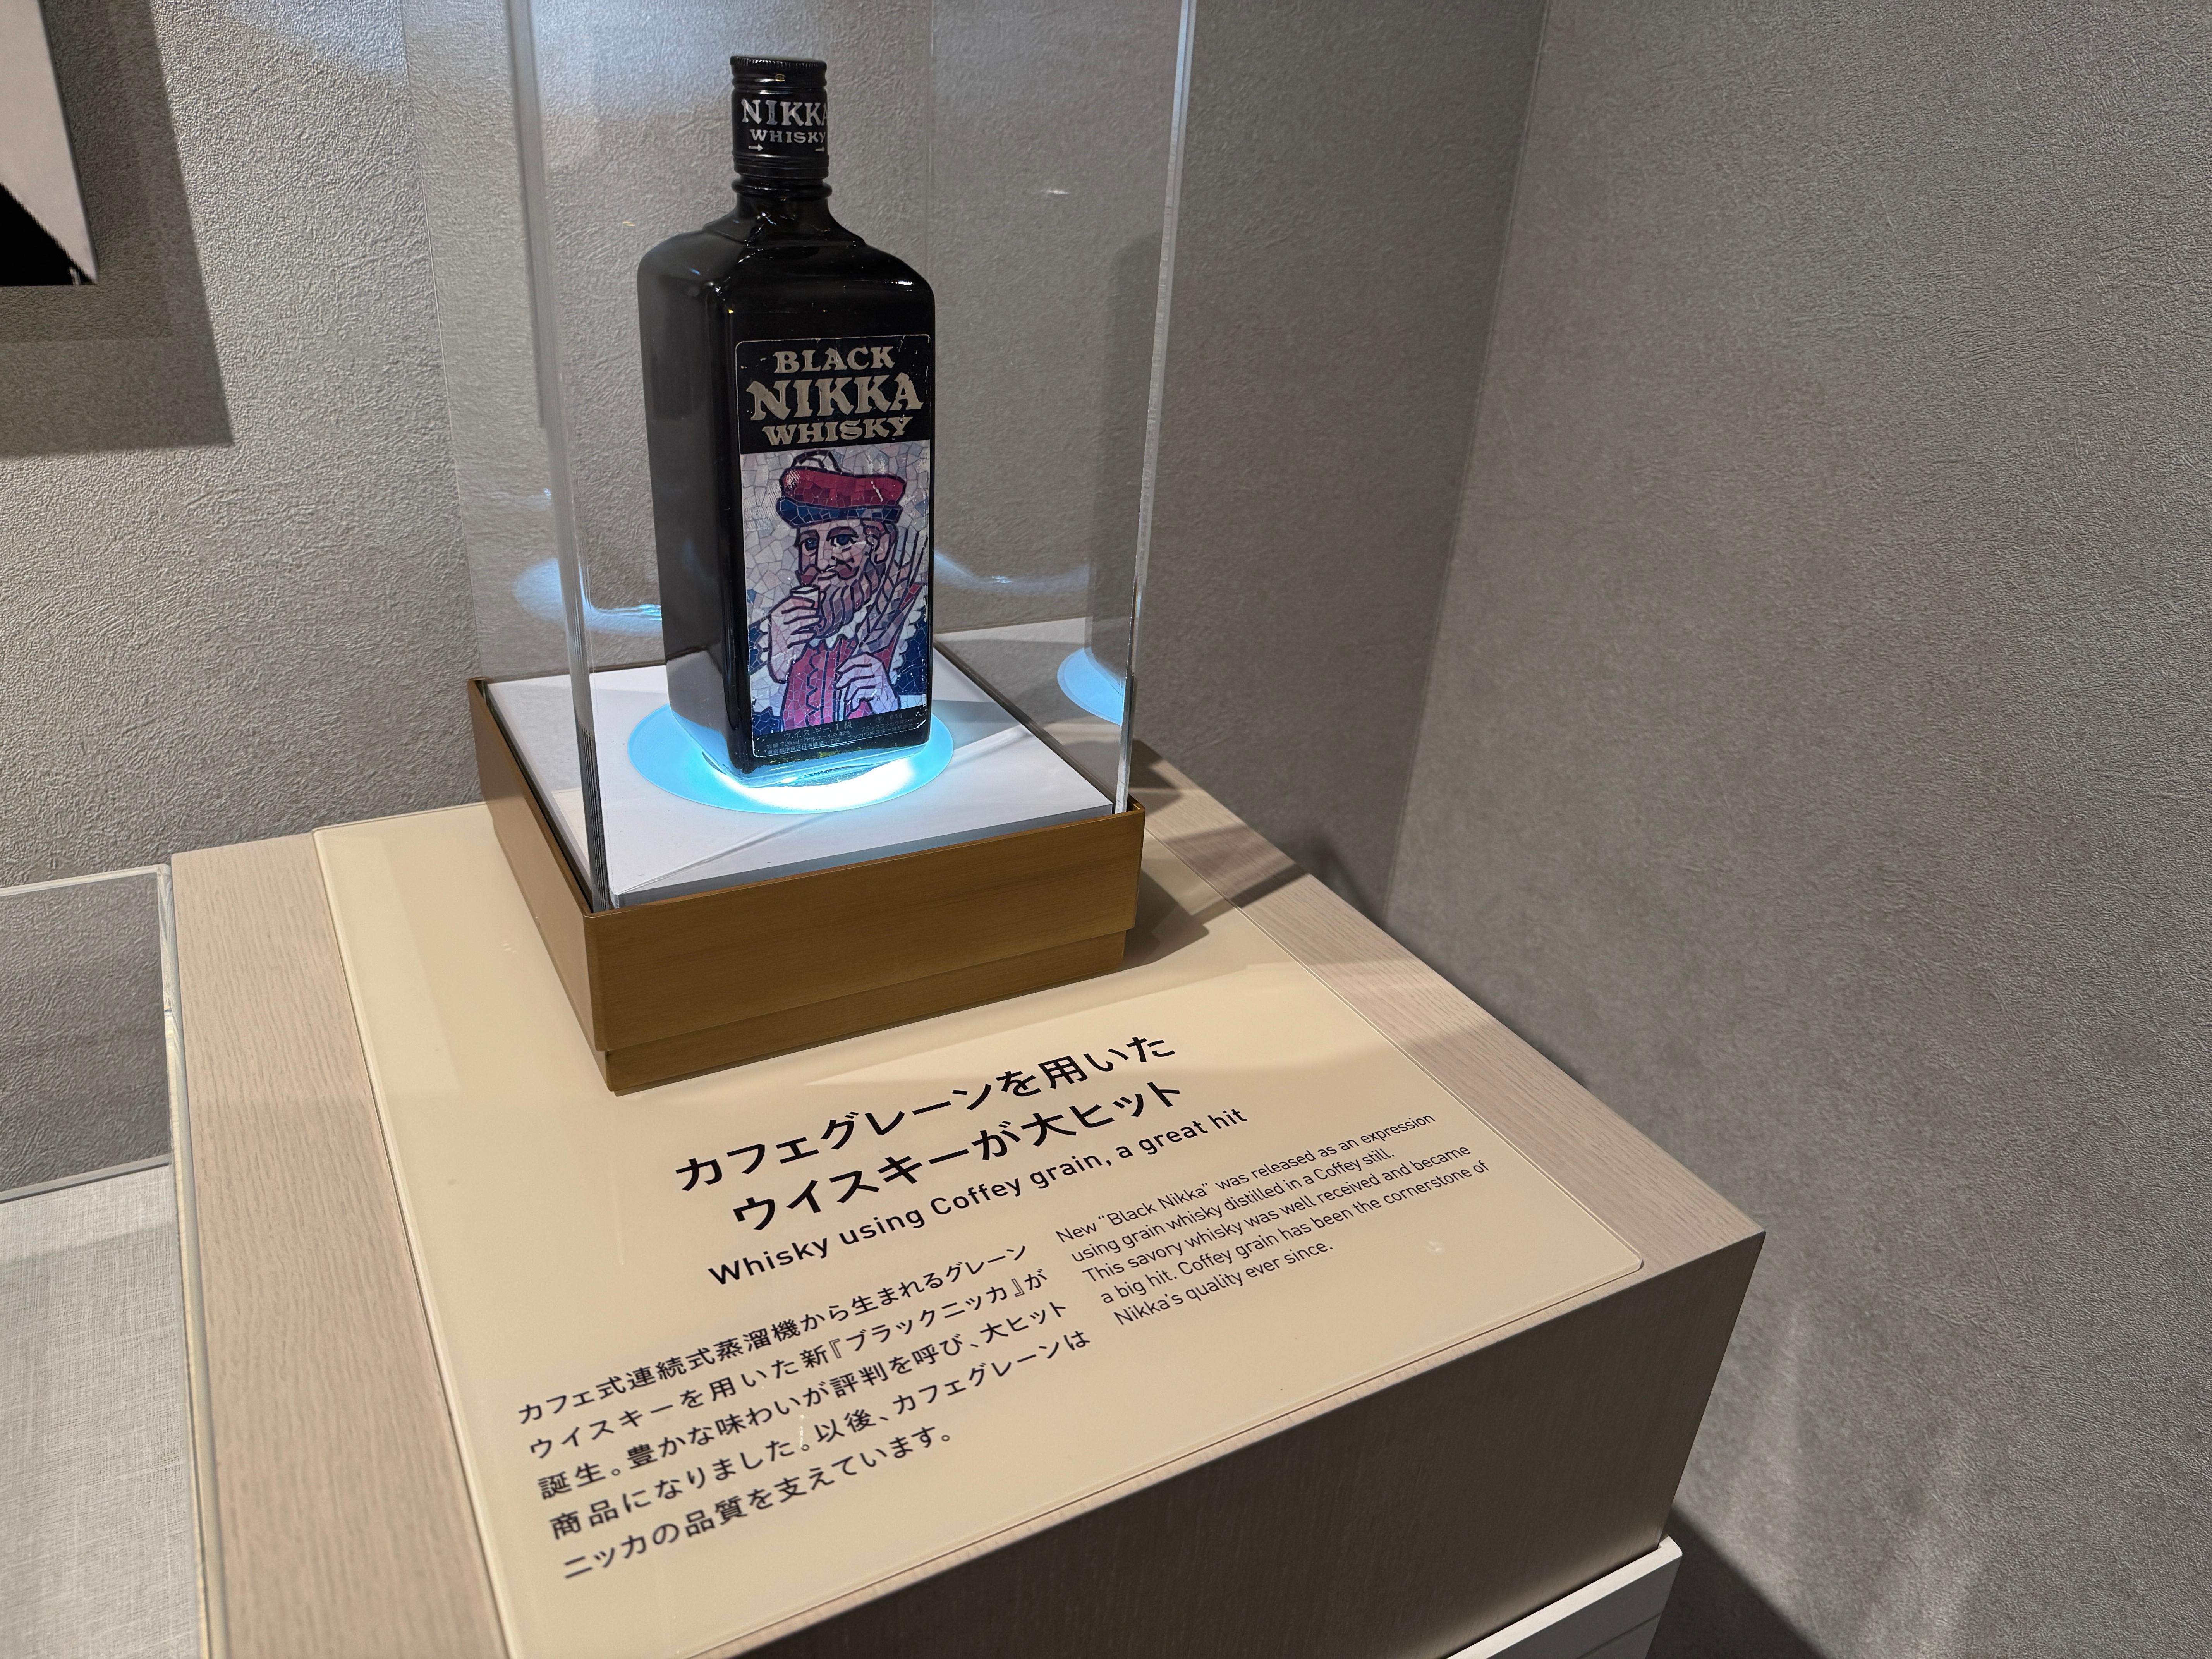 NIKKA
WHISKY
BLACK
NIKKA
WHISKY
カフェグレーンを用いた
ウイスキーが大ヒット
Whisky using Coffey grain, a great hit
カフェ式連続式蒸溜機から生まれるグレーン
ウイスキーを用いた新『ブラックニッカ』が
誕生。豊かな味わいが評判を呼び、大ヒット
商品になりました。以後、カフェグレーンは
ニッカの品質を支えています。
New “Black Nikka” was released as an expression
using grain whisky distilled in a Coffey still.
This savory whisky was well received and became
a big hit. Coffey grain has been the cornerstone of
Nikka's quality ever since.